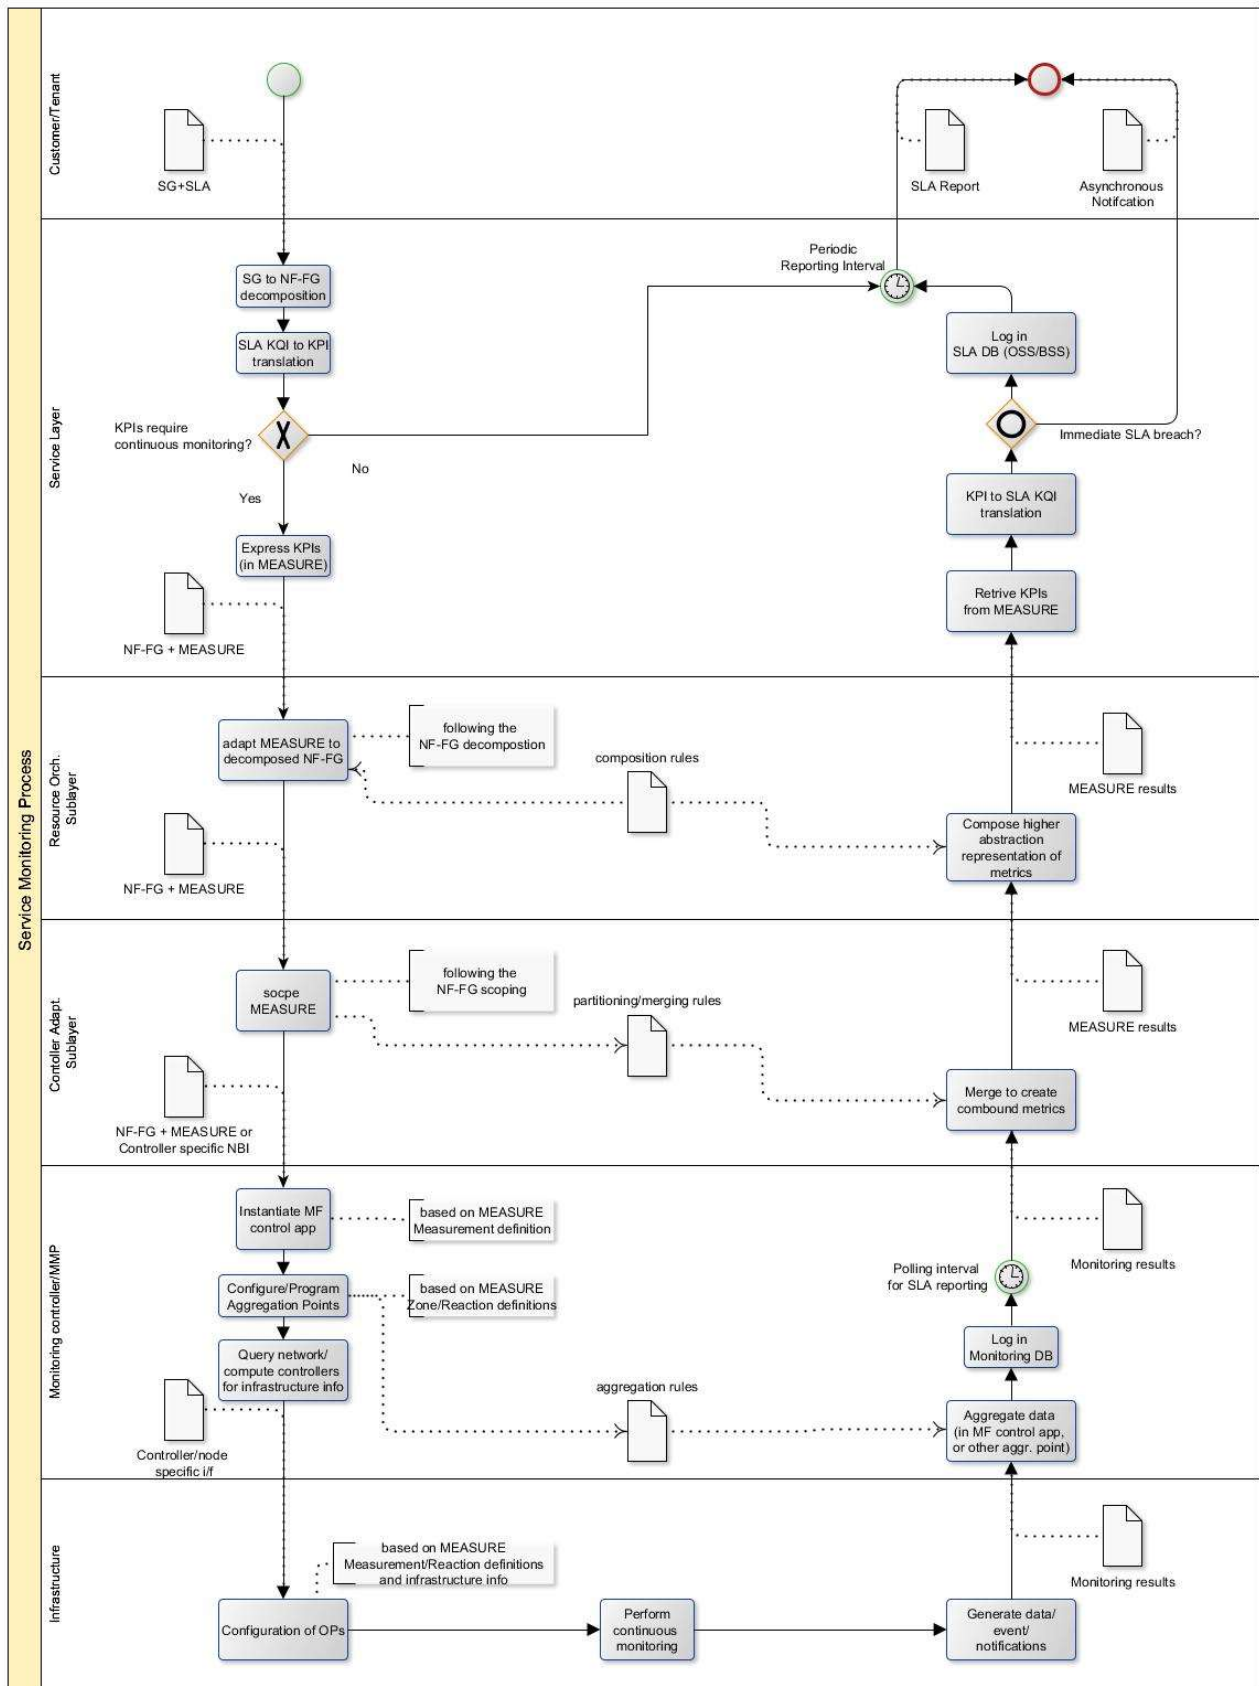 Service Monitoring Process
Customer/Tenant
SG+SLA
SLA Report
Asynchronous
Notifcation
Service Layer
SG to NF-FG
decomposition
SLA KQI to KPI
translation
KPIs require
continuous monitoring?
No
Yes
Express KPIs
(in MEASURE)
NF-FG + MEASURE
Periodic
Reporting Interval
Log in
SLA DB (OSS/BSS)
Immediate SLA breach?
KPI to SLA KQI
translation
Retrive KPIs
from MEASURE
Resource Orch.
Sublayer
adapt MEASURE to
decomposed NF-FG
following the
NF-FG decompostion
composition rules
NF-FG + MEASURE
MEASURE results
Compose higher
abstraction
representation of
metrics
Contoller Adapt.
Sublayer
socpe
MEASURE
following the
NF-FG scoping
partitioning/merging rules
NF-FG + MEASURE or
Controller specific NBI
MEASURE results
Merge to create
combound metrics
Monitoring controller/MMP
Instantiate MF
control app
based on MEASURE
Measurement definition
Configure/Program
Aggregation Points
based on MEASURE
Zone/Reaction definitions
Query network/
compute controllers
for infrastructure info
Controller/node
specific i/f
aggregation rules
Monitoring results
Polling interval
for SLA reporting
Log in
Monitoring DB
Aggregate data
(in MF control app,
or other aggr. point)
Infrastructure
based on MEASURE
Measurement/Reaction definitions
and infrastructure info
Configuration of OPs
Perform
continuous
monitoring
Generate data/
event/
notifications
Monitoring results